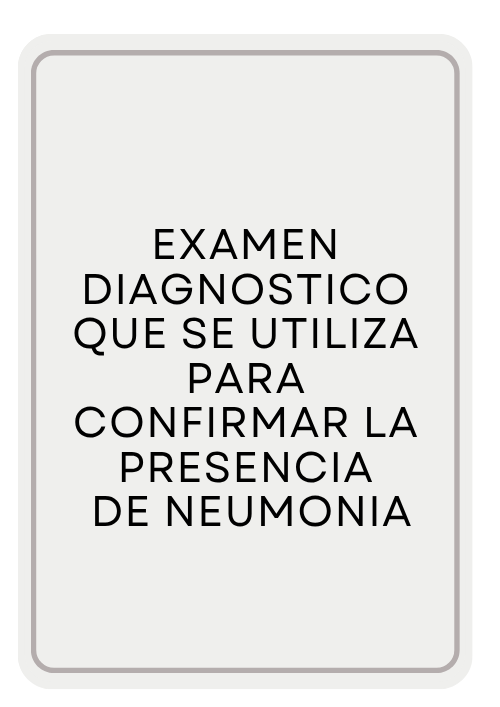 EXAMEN
DIAGNOSTICO
QUE SE UTILIZA
PARA
CONFIRMAR LA
PRESENCIA
DE NEUMONIA